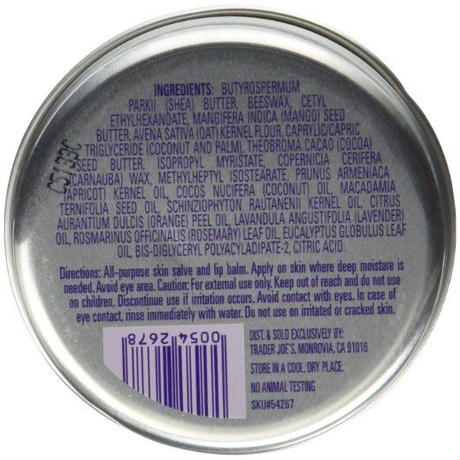 INGREDIENTS: BUTYROSPERMUM
PARKII (SHEA) BUTTER, BEESWAX, CETYL
ETHYLHEXANOATE, MANGIFERA INDICA (MANGO) SEED
BUTTER, AVENA SATIVA (OAT) KERNEL FLOUR, CAPRYLIC/CAPRIC
TRIGLYCERIDE (COCONUT AND PALM), THEOBROMA CACAO (COCOA)
SEED BUTTER, ISOPROPYL MYRISTATE, COPERNICIA CERIFERA
(CARNAUBA) WAX, METHYLHEPTYL ISOSTEARATE, PRUNUS ARMENIACA
(APRICOT) KERNEL OIL, COCOS NUCIFERA (COCONUT) OIL, MACADAMIA
TERNIFOLIA SEED OIL, SCHINZIOPHYTON RAUTANENII KERNEL OIL, CITRUS
AURANTIUM DULCIS (ORANGE) PEEL OIL, LAVANDULA ANGUSTIFOLIA (LAVENDER)
OIL, ROSMARINUS OFFICINALIS (ROSEMARY) LEAF OIL, EUCALYPTUS GLOBULUS LEAF
OIL, BIS-DIGLYCERYL POLYACYLADIPATE-2, CITRIC ACID.
Directions: All-purpose skin salve and lip balm. Apply on skin where deep moisture is
needed. Avoid eye area. Caution: For external use only. Keep out of reach and do not use
on children. Discontinue use if irritation occurs. Avoid contact with eyes. In case of
eye contact, rinse immediately with water. Do not use on irritated or cracked skin.
00542678
DIST. & SOLD EXCLUSIVELY BY:
TRADER JOE'S, MONROVIA, CA 91016
STORE IN A COOL, DRY PLACE.
NO ANIMAL TESTING
SKU#54267